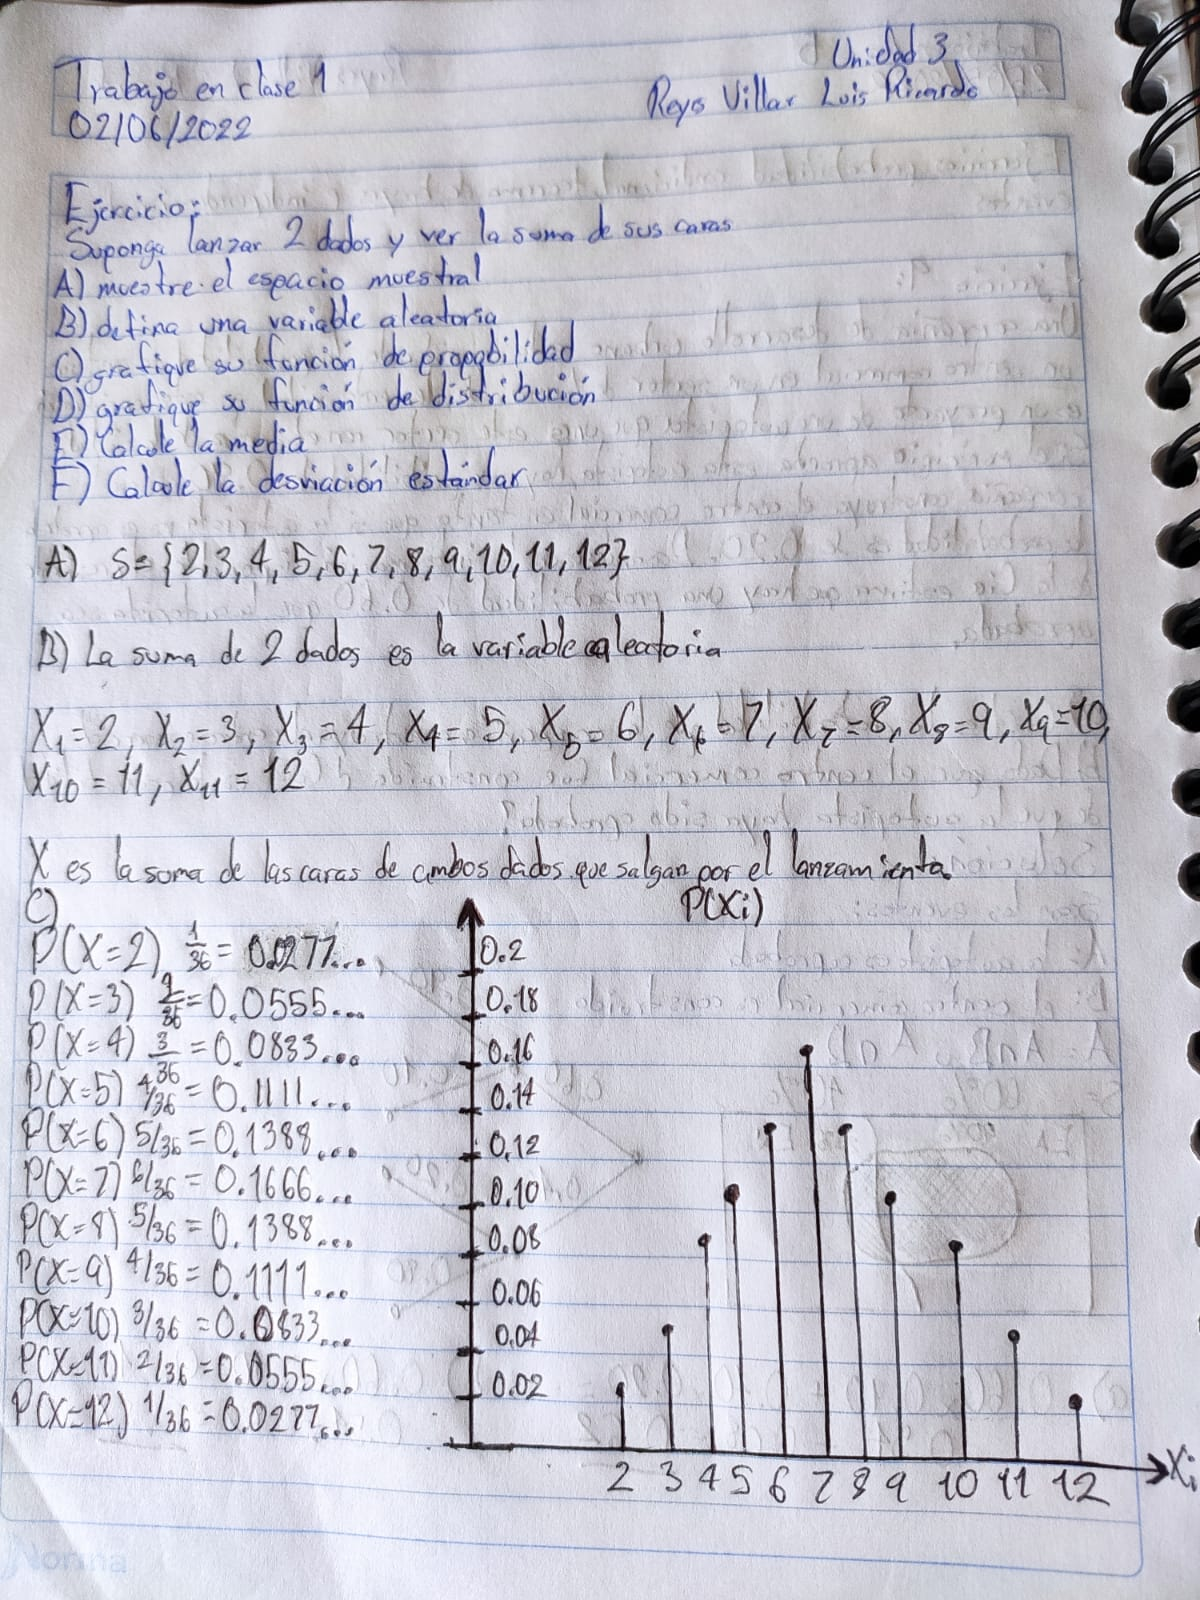 Unidad 3
Trabajo en clase 1
Reyes Villar Luis Ricardo
02/06/2022
Ejercicio:
Suponga lanzar 2 dados y ver la suma de sus caras
A) muestre el espacio muestral
B) defina una variable aleatoria
C) grafique su función de propabilidad
D) grafique su función de distribución
E) Calcule la media
F) Calcule la desviación estándar
A) S={2,3,4,5,6,7,8,9,10,11,12}
B) La suma de 2 dados es la variable aleatoria
X1=2, X2=3, X3=4, X4=5, X5=6, X6=7, X7=8, X8=9, X9=10,
X10=11, X11=12
X es la suma de las caras de ambos dados que salgan por el lanzamiento.
C)
P(X=2) 1/36 = 0.0277...
P(X=3) 2/36 = 0.0555...
P(X=4) 3/36 = 0.0833...
P(X=5) 4/36 = 0.1111...
P(X=6) 5/36 = 0.1388...
P(X=7) 6/36 = 0.1666...
P(X=8) 5/36 = 0.1388...
P(X=9) 4/36 = 0.1111...
P(X=10) 3/36 = 0.0833...
P(X=11) 2/36 = 0.0555...
P(X=12) 1/36 = 0.0277...
P(Xi)
0.2
0.18
0.16
0.14
0.12
0.10
0.08
0.06
0.04
0.02
2 3 4 5 6 7 8 9 10 11 12 Xi
Norma